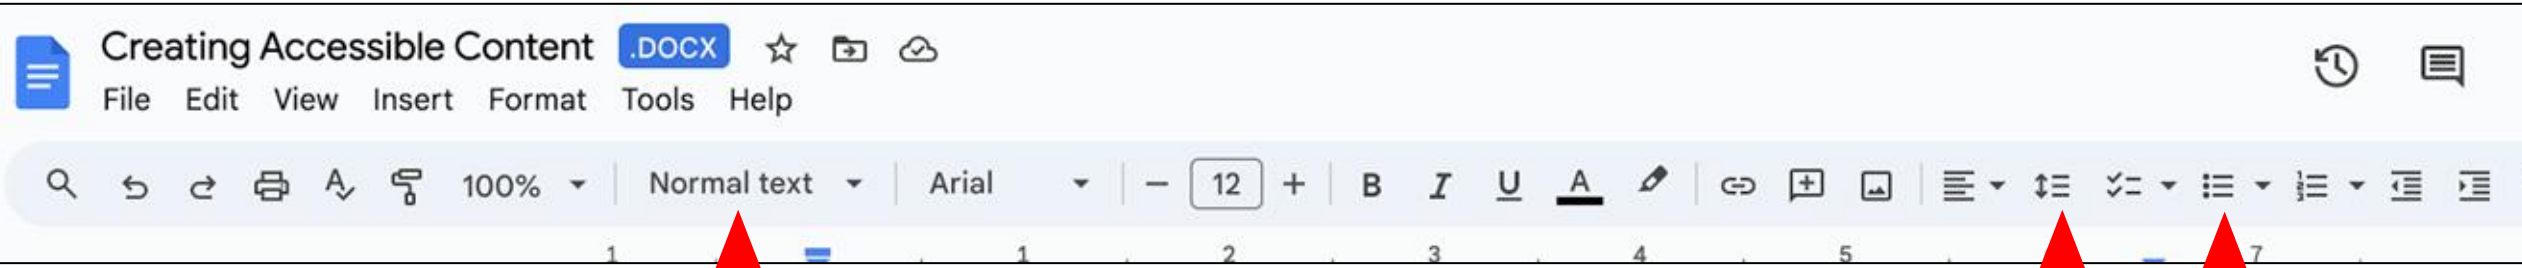 Creating Accessible Content .DOCX
File Edit View Insert Format Tools Help
100% Normal text Arial 12 B I U A
1 1 2 3 4 5 7